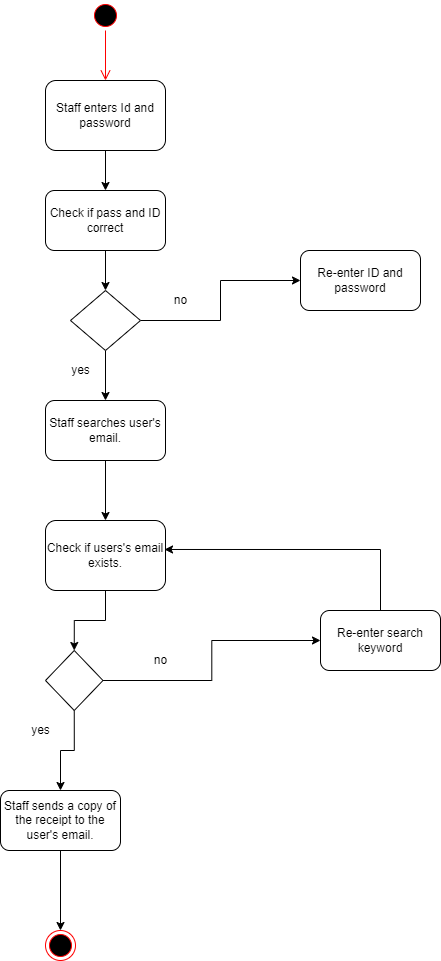 Staff enters Id and
password
Check if pass and ID
correct
no
Re-enter ID and
password
yes
Staff searches user's
email.
Check if users's email
exists.
no
Re-enter search
keyword
yes
Staff sends a copy of
the receipt to the
user's email.